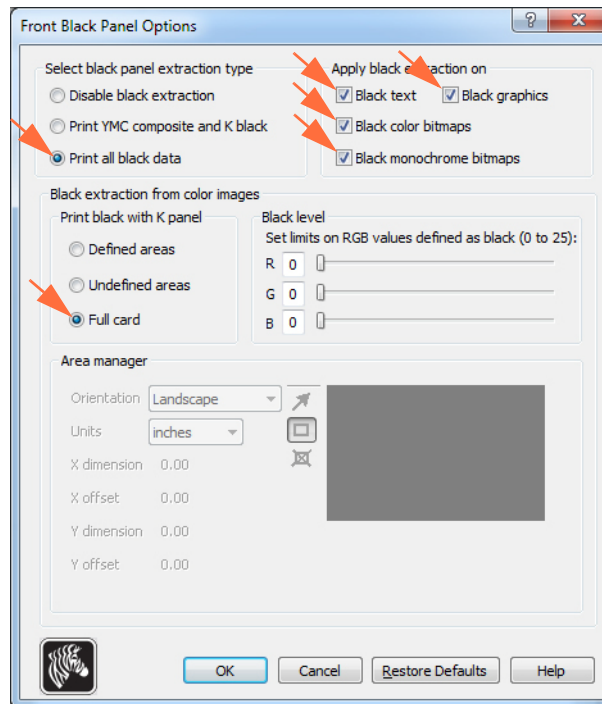 Front Black Panel Options
Select black panel extraction type
Disable black extraction
Print YMC composite and K black
Print all black data
Apply black extraction on
Black text
Black graphics
Black color bitmaps
Black monochrome bitmaps
Black extraction from color images
Print black with K panel
Defined areas
Undefined areas
Full card
Black level
Set limits on RGB values defined as black (0 to 25):
R 0
G 0
B 0
Area manager
Orientation Landscape
Units inches
X dimension 0.00
X offset 0.00
Y dimension 0.00
Y offset 0.00
OK Cancel Restore Defaults Help